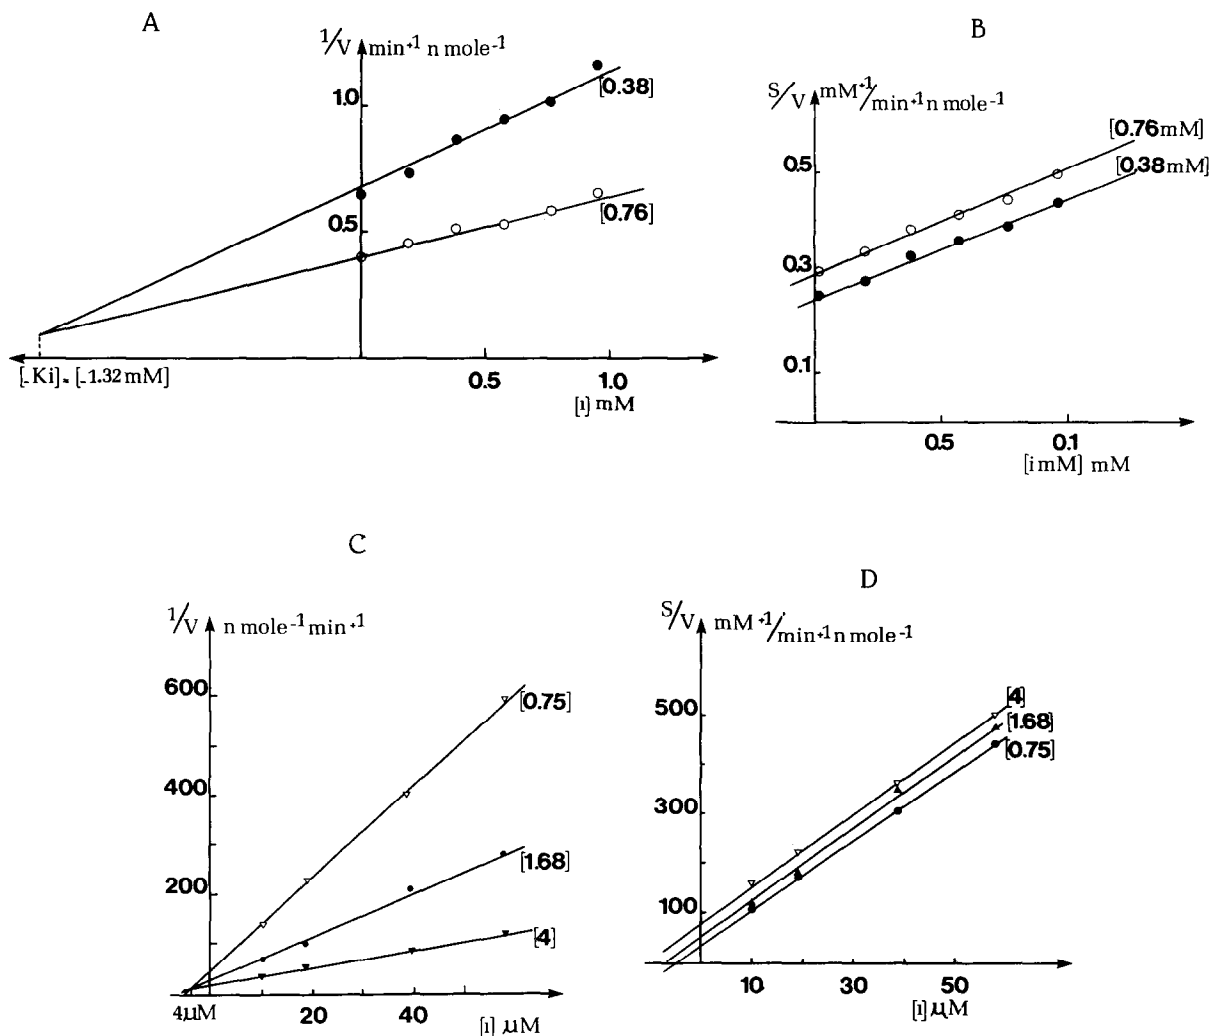 A
1/V min+1 n mole-1
1.0
[0.38]
0.5
[0.76]
[-Ki] = [-1.32 mM]
0.5
1.0
[ı] mM
B
S/V mM+1/min+1 n mole-1
[0.76mM]
0.5
[0.38mM]
0.3
0.1
0.5
0.1
[i mM] mM
C
1/V n mole-1 min+1
600
[0.75]
400
[1.68]
200
[4]
4µM
20
40
[ı] µM
D
S/V mM+1/min+1 n mole-1
500
[4]
[1.68]
[0.75]
300
100
10
30
50
[ı] µM